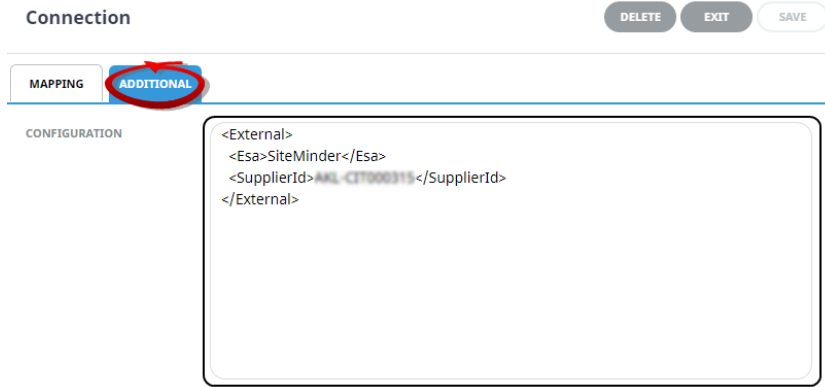 Connection
DELETE
EXIT
SAVE
MAPPING
ADDITIONAL
CONFIGURATION
<External>
<Esa>SiteMinder</Esa>
<SupplierId></SupplierId>
</External>